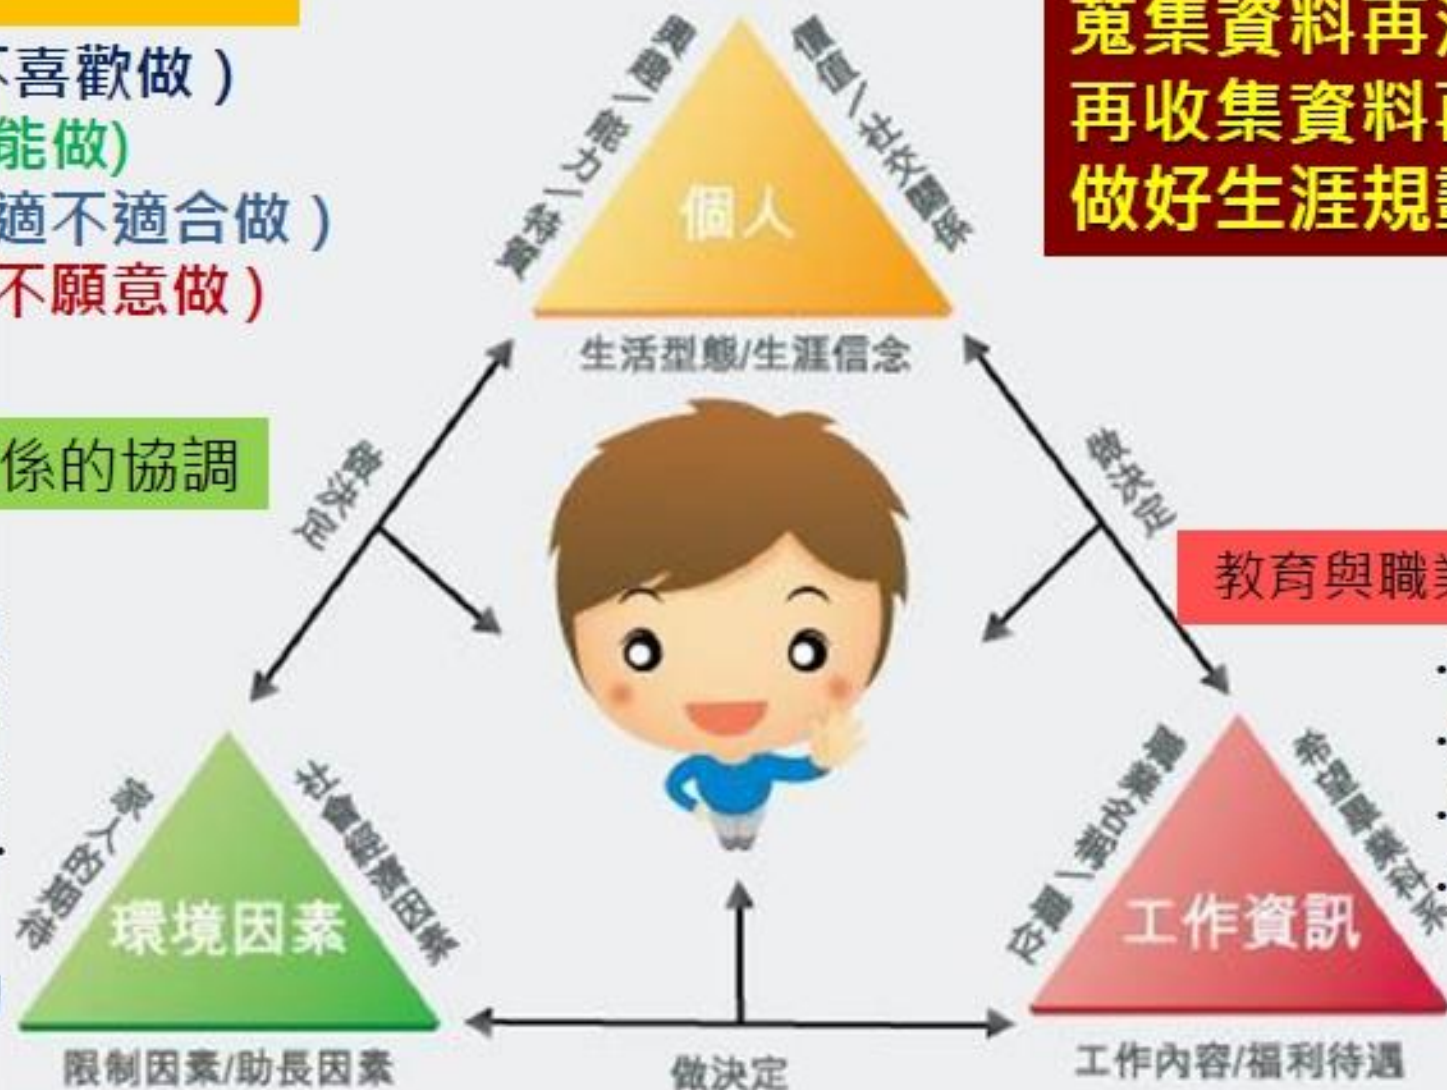 不喜歡做)
能做)
適不適合做)
不願意做)
蒐集資料再
再收集資料
做好生涯規
興趣/能力/特質
價值/社交關係
個人
生活型態/生涯信念
係的協調
做決定
做決定
教育與職
家人的期待
社會經濟因素
環境因素
限制因素/助長因素
做決定
職業名稱/職位
希望專業科系
工作資訊
工作內容/福利待遇